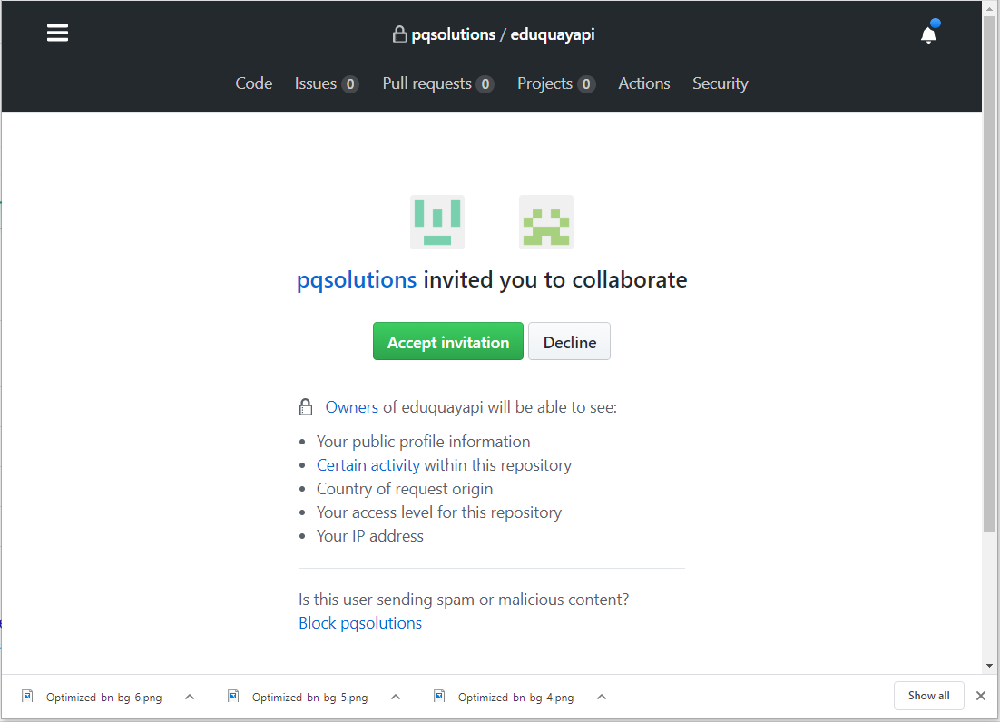 pqsolutions / eduquayapi
Code Issues 0 Pull requests 0 Projects 0 Actions Security
pqsolutions invited you to collaborate
Accept invitation Decline
Owners of eduquayapi will be able to see:
• Your public profile information
• Certain activity within this repository
• Country of request origin
• Your access level for this repository
• Your IP address
Is this user sending spam or malicious content?
Block pqsolutions
Optimized-bn-bg-6.png Optimized-bn-bg-5.png Optimized-bn-bg-4.png Show all